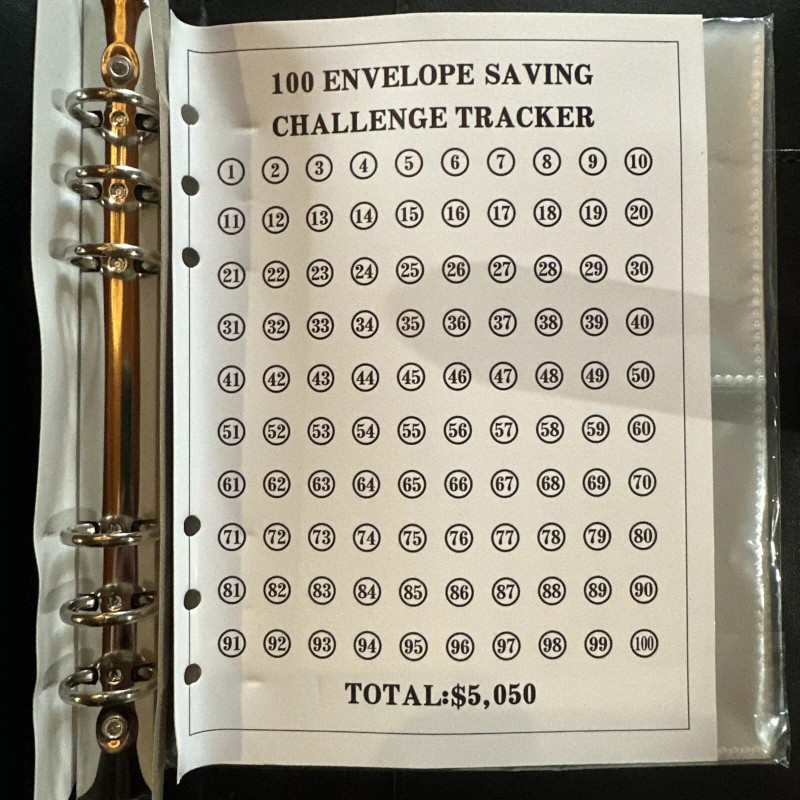 100 ENVELOPE SAVING
CHALLENGE TRACKER
1 2 3 4 5 6 7 8 9 10
11 12 13 14 15 16 17 18 19 20
21 22 23 24 25 26 27 28 29 30
31 32 33 34 35 36 37 38 39 40
41 42 43 44 45 46 47 48 49 50
51 52 53 54 55 56 57 58 59 60
61 62 63 64 65 66 67 68 69 70
71 72 73 74 75 76 77 78 79 80
81 82 83 84 85 86 87 88 89 90
91 92 93 94 95 96 97 98 99 100
TOTAL:$5,050